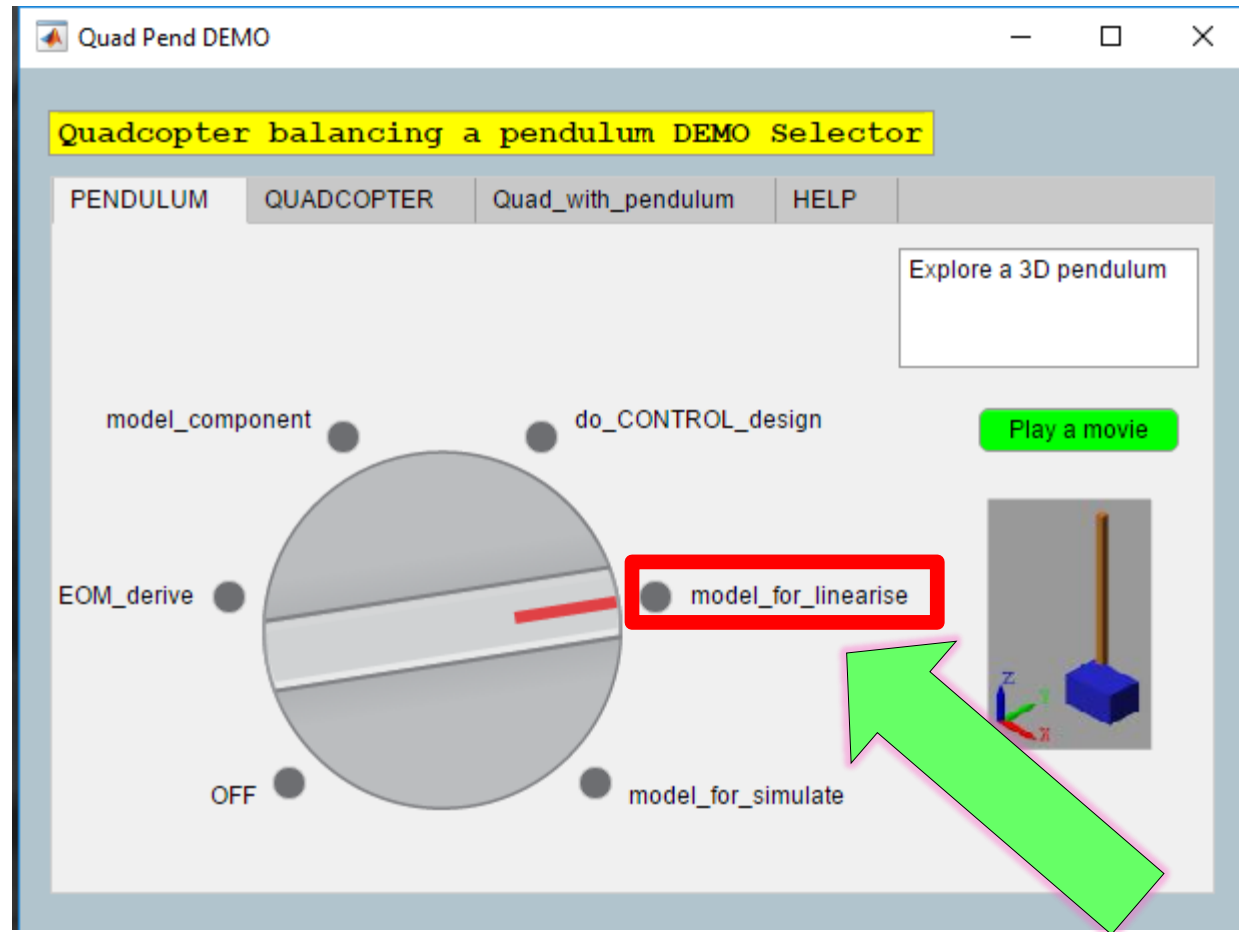 Quad Pend DEMO
Quadcopter balancing a pendulum DEMO Selector
PENDULUM QUADCOPTER Quad_with_pendulum HELP
Explore a 3D pendulum
model_component do_CONTROL_design
Play a movie
EOM_derive model_for_linearise
Z Y X
OFF model_for_simulate